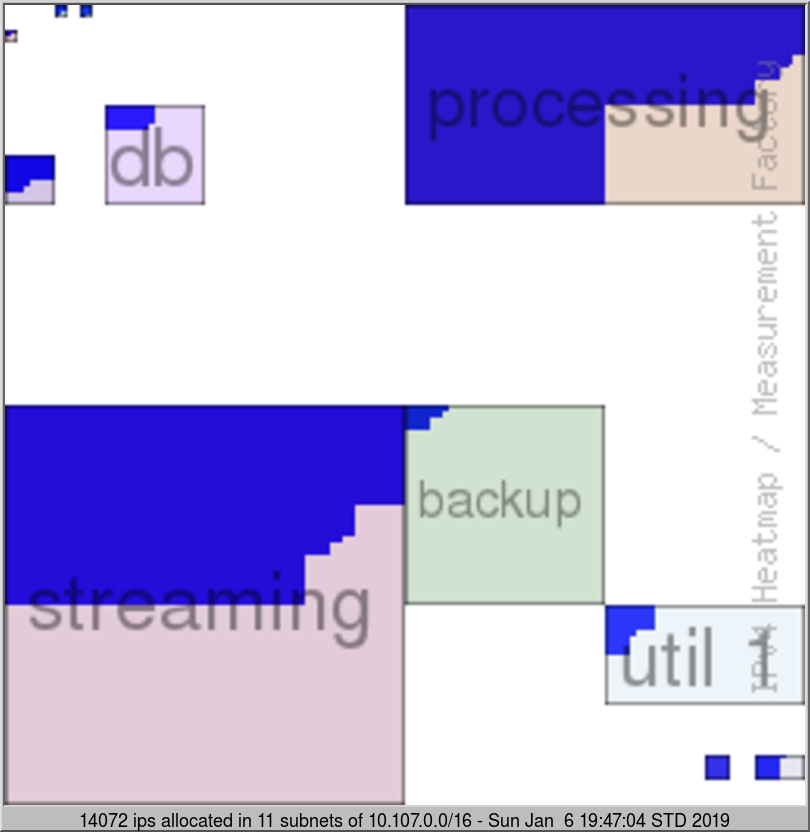 processing
db
streaming
backup
util 1
IPv4 Heatmap / Measurement Factory
14072 ips allocated in 11 subnets of 10.107.0.0/16 - Sun Jan  6 19:47:04 STD 2019